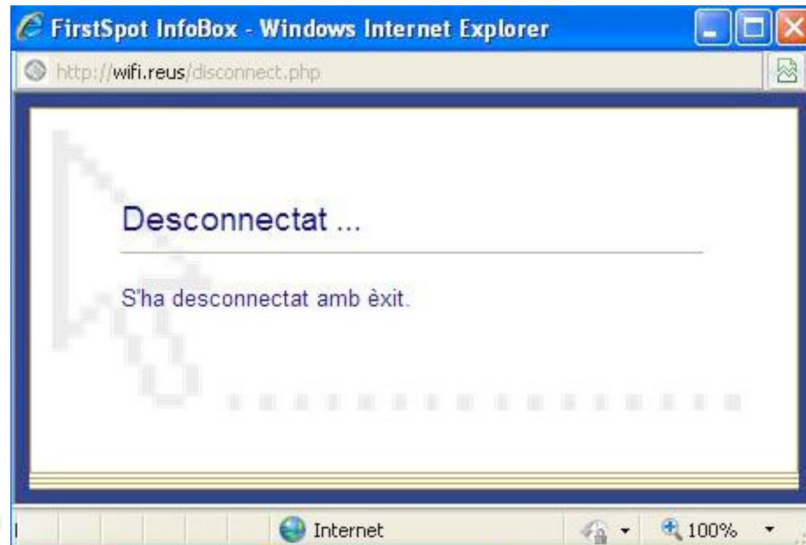 FirstSpot InfoBox - Windows Internet Explorer
http://wifi.reus/disconnect.php
Desconnectat ...
S'ha desconnectat amb èxit.
Internet
100%